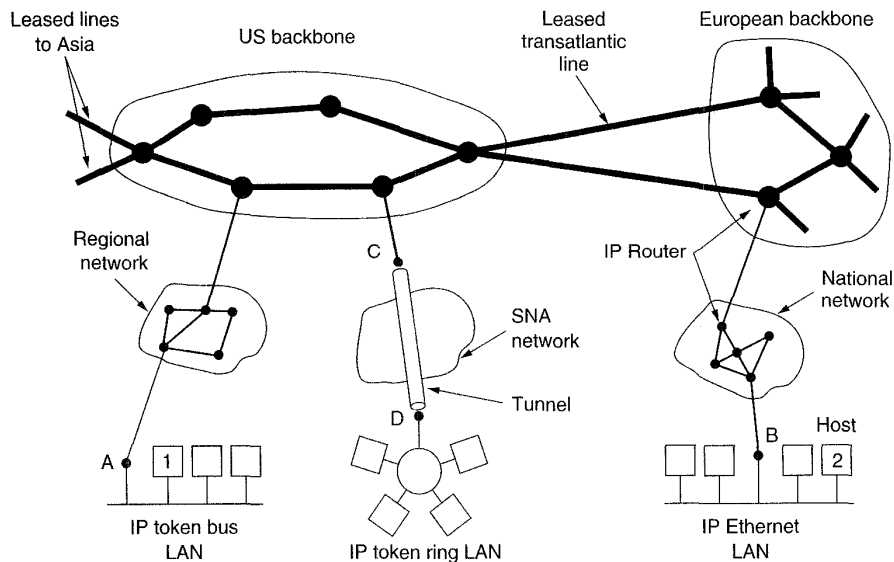 Leased lines
to Asia
US backbone
Leased
transatlantic
line
European backbone
Regional
network
C
SNA
network
Tunnel
D
IP Router
National
network
A
1
B
Host
2
IP token bus
LAN
IP token ring LAN
IP Ethernet
LAN